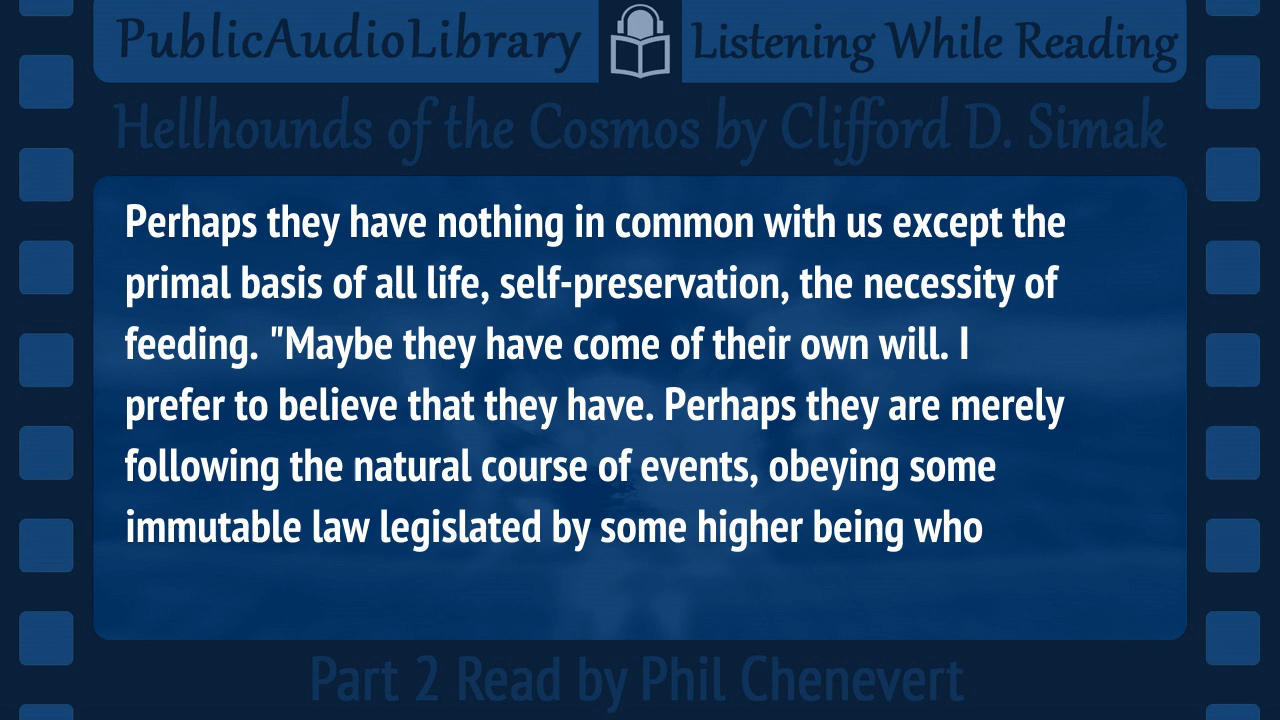 PublicAudioLibrary Listening While Reading
Hellhounds of the Cosmos by Clifford D. Simak
Perhaps they have nothing in common with us except the
primal basis of all life, self-preservation, the necessity of
feeding. "Maybe they have come of their own will. I
prefer to believe that they have. Perhaps they are merely
following the natural course of events, obeying some
immutable law legislated by some higher being who
Part 2 Read by Phil Chenevert